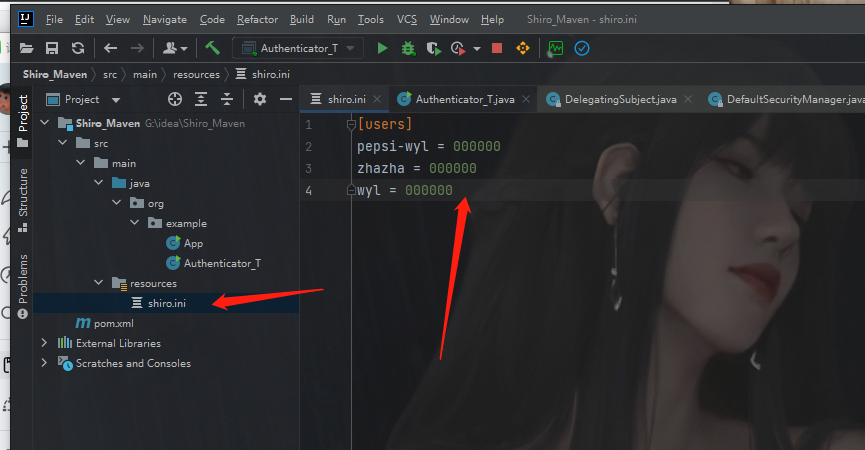 File Edit View Navigate Code Refactor Build Run Tools VCS Window Help Shiro_Maven - shiro.ini
Authenticator_T
Shiro_Maven src main resources shiro.ini
Project
shiro.ini Authenticator_T.java DelegatingSubject.java DefaultSecurityManager.java
Project
Structure
Problems
Shiro_Maven G:\idea\Shiro_Maven
src
main
java
org
example
App
Authenticator_T
resources
shiro.ini
pom.xml
External Libraries
Scratches and Consoles
1 [users]
2 pepsi-wyl = 000000
3 zhazha = 000000
4 wyl = 000000